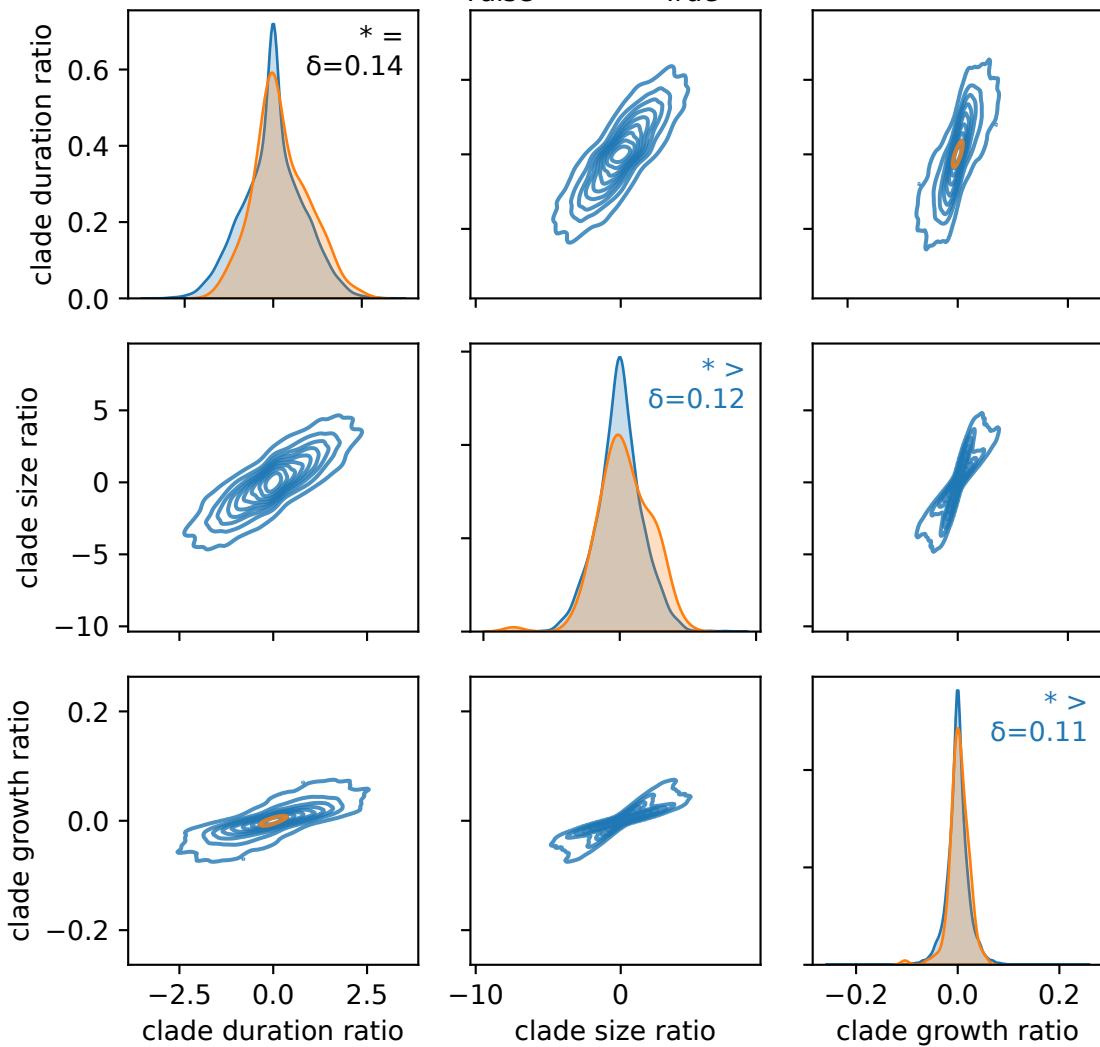 clade duration ratio
0.6
0.4
0.2
0.0
* =
δ=0.14
clade size ratio
5
0
−5
−10
* >
δ=0.12
clade growth ratio
0.2
0.0
−0.2
* >
δ=0.11
−2.5 0.0 2.5
−10 0
−0.2 0.0 0.2
clade duration ratio
clade size ratio
clade growth ratio